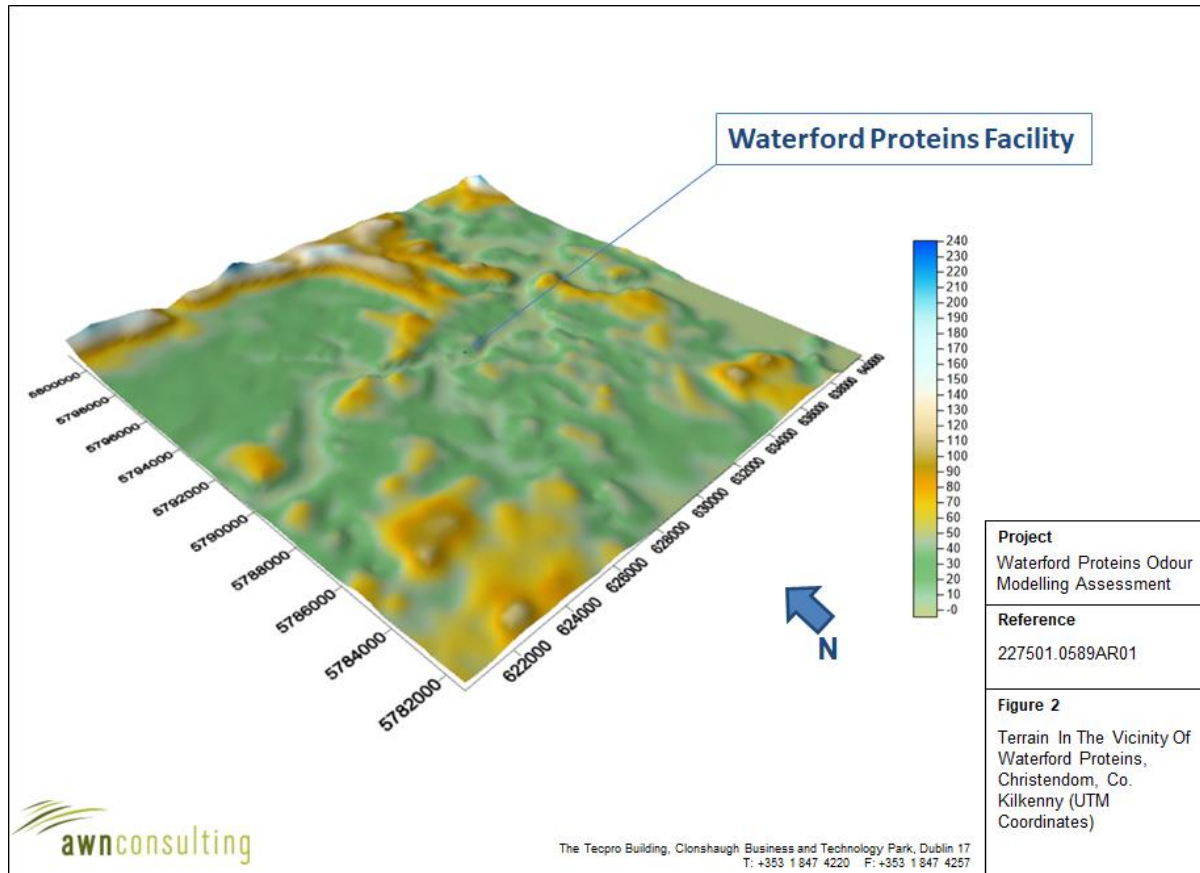 Waterford Proteins Facility
240
230
220
210
200
190
180
170
160
150
140
130
120
110
100
90
80
70
60
50
40
30
20
10
-0
5800000
5798000
5796000
5794000
5792000
5790000
5788000
5786000
5784000
5782000
622000
624000
626000
628000
630000
632000
634000
636000
638000
640000
N
Project
Waterford Proteins Odour
Modelling Assessment
Reference
227501.0589AR01
Figure 2
Terrain In The Vicinity Of
Waterford Proteins,
Christendom, Co.
Kilkenny (UTM
Coordinates)
awnconsulting
The Tecpro Building, Clonshaugh Business and Technology Park, Dublin 17
T: +353 1 847 4220 F: +353 1 847 4257